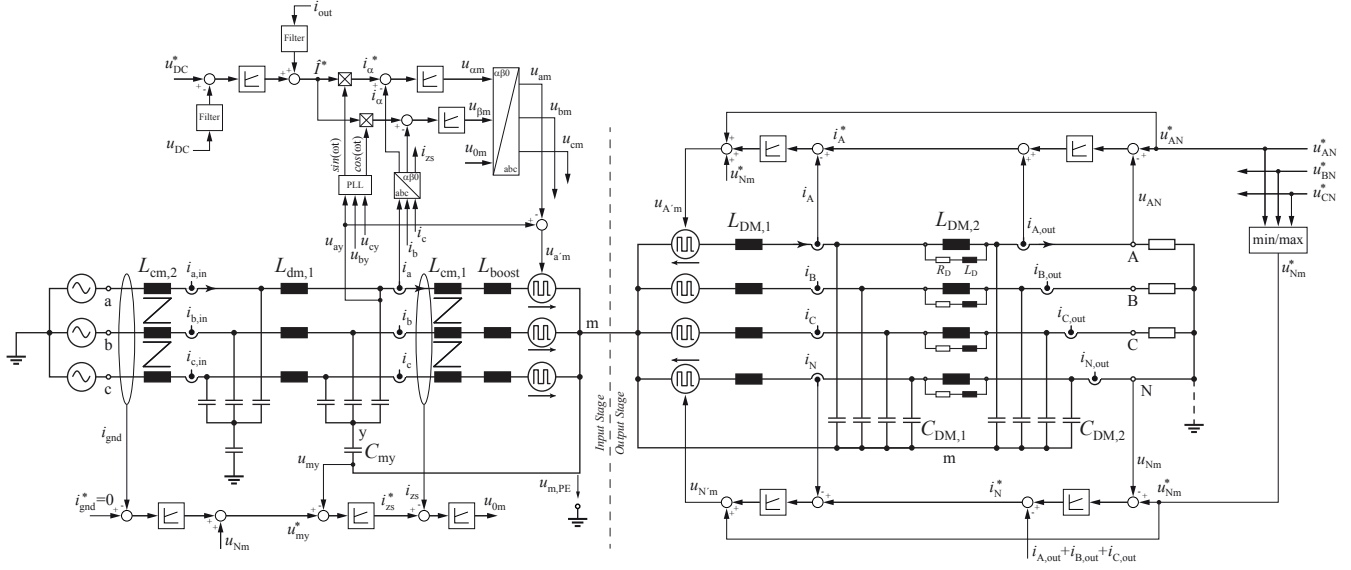 i_out
Filter
u*_DC
Î*
i*_α
u_αm
αβ0
u_am
i_α
u_βm
u_bm
Filter
u_DC
sin(ωt)
cos(ωt)
i_zs
u_0m
u_cm
abc
PLL
αβ0
abc
u_ay
u_by
u_cy
i_b
i_c
u_a´m
L_cm,2
i_a,in
L_dm,1
i_a
L_cm,1
L_boost
a
i_b,in
i_b
b
m
i_c,in
i_c
c
i_gnd
y
C_my
u_my
i_zs
u_m,PE
i*_gnd=0
u*_my
i*_zs
u_0m
u_Nm
Input Stage
Output Stage
i*_A
u*_AN
u*_AN
u*_BN
u*_CN
u*_Nm
i_A
u_AN
u_A´m
L_DM,1
L_DM,2
i_A,out
min/max
R_D
L_D
A
u*_Nm
i_B
i_B,out
B
i_C
i_C,out
C
i_N
i_N,out
N
C_DM,1
C_DM,2
m
u_Nm
u_N´m
i*_N
u*_Nm
i_A,out+i_B,out+i_C,out